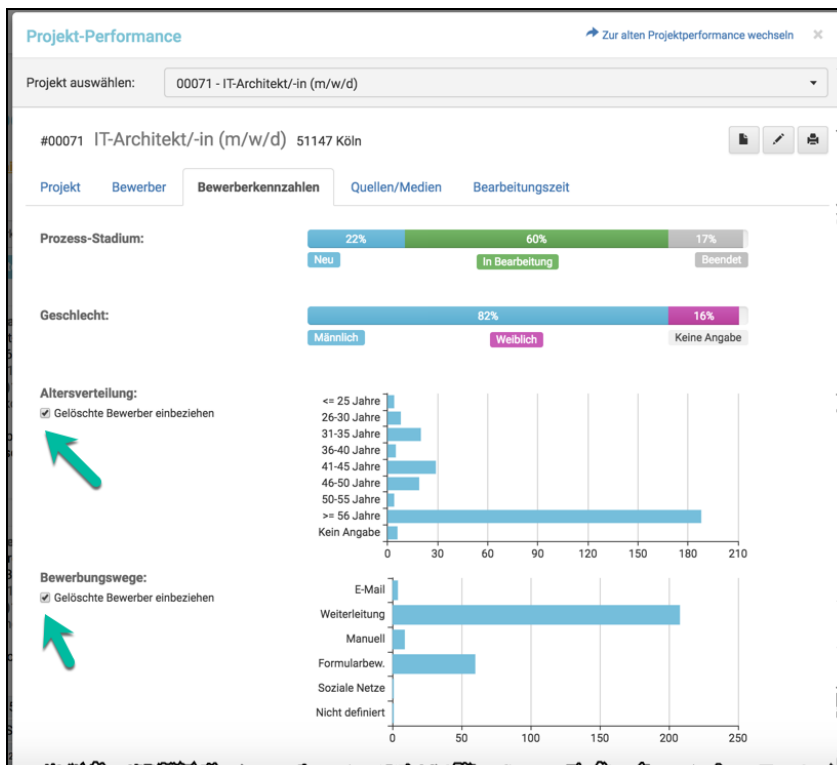 Projekt-Performance
Zur alten Projektperformance wechseln ×
Projekt auswählen: 00071 - IT-Architekt/-in (m/w/d)
#00071 IT-Architekt/-in (m/w/d) 51147 Köln
Projekt Bewerber Bewerberkennzahlen Quellen/Medien Bearbeitungszeit
Prozess-Stadium: 22% 60% 17%
Neu In Bearbeitung Beendet
Geschlecht: 82% 16%
Männlich Weiblich Keine Angabe
Altersverteilung:
Gelöschte Bewerber einbeziehen
<= 25 Jahre
26-30 Jahre
31-35 Jahre
36-40 Jahre
41-45 Jahre
46-50 Jahre
50-55 Jahre
>= 56 Jahre
Kein Angabe
0 30 60 90 120 150 180 210
Bewerbungswege:
Gelöschte Bewerber einbeziehen
E-Mail
Weiterleitung
Manuell
Formularbew.
Soziale Netze
Nicht definiert
0 50 100 150 200 250